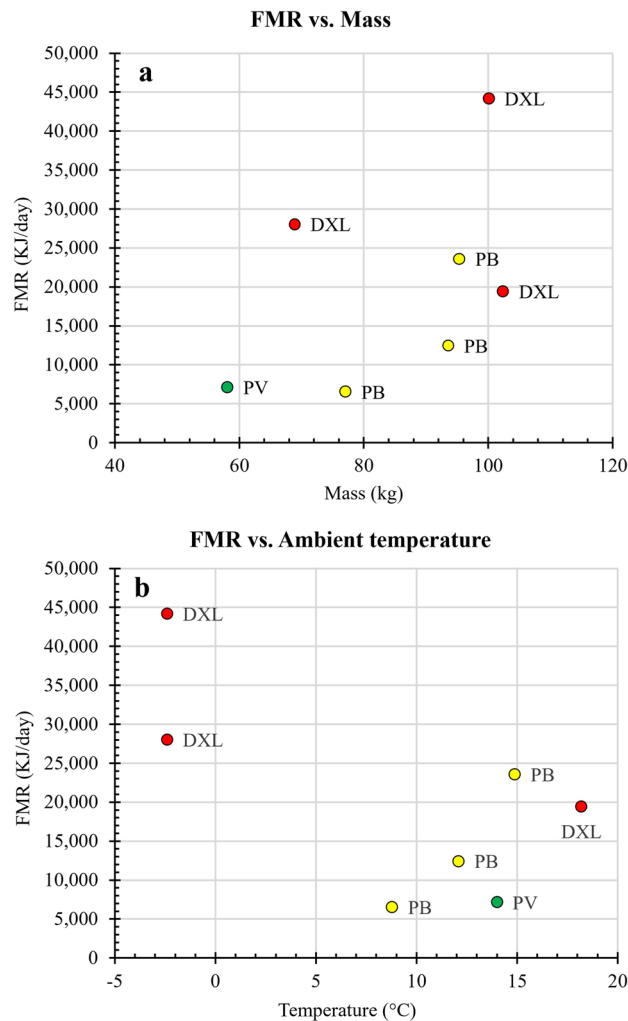 FMR vs. Mass
a
FMR (KJ/day)
50,000
45,000
40,000
35,000
30,000
25,000
20,000
15,000
10,000
5,000
0
DXL
DXL
PB
DXL
PB
PV
PB
40 60 80 100 120
Mass (kg)
FMR vs. Ambient temperature
b
FMR (KJ/day)
50,000
45,000
40,000
35,000
30,000
25,000
20,000
15,000
10,000
5,000
0
DXL
DXL
PB
DXL
PB
PV
PB
-5 0 5 10 15 20
Temperature (°C)